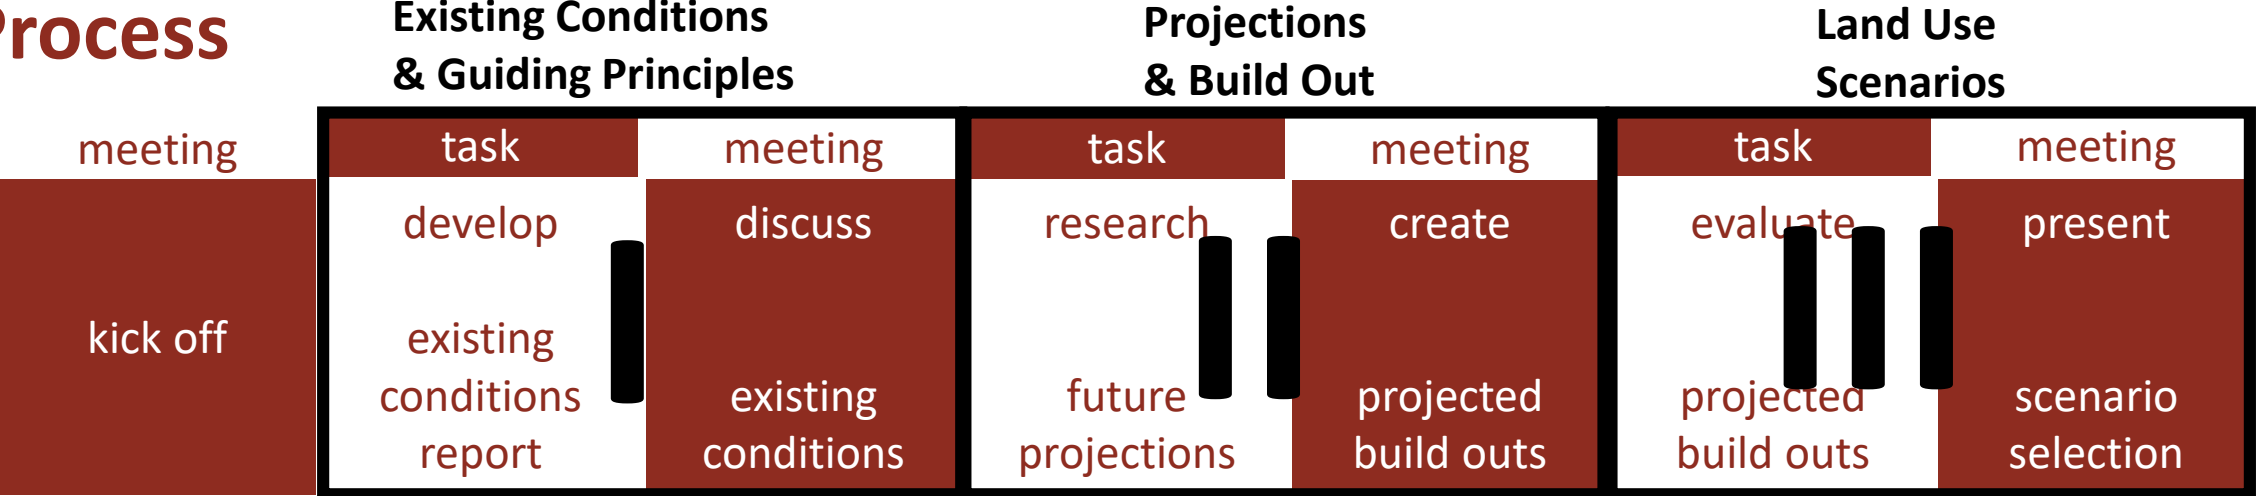 Process
Existing Conditions
& Guiding Principles
Projections
& Build Out
Land Use
Scenarios
meeting
kick off
task
develop
existing
conditions
report
meeting
discuss
existing
conditions
task
research
future
projections
meeting
create
projected
build outs
task
evaluate
projected
build outs
meeting
present
scenario
selection